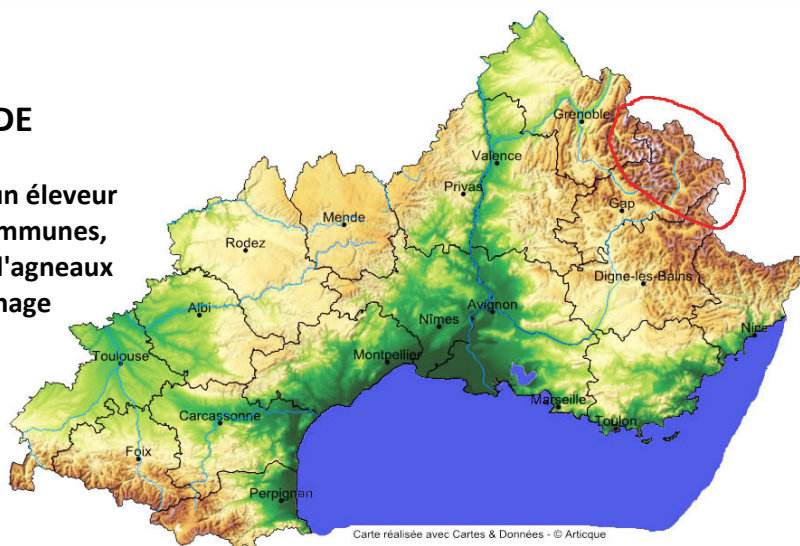 DE
un éleveur
ommunes,
l'agneaux
nage
Grenoble
Valence
Privas
Gap
Mende
Rodez
Digne-les-Bains
Albi
Avignon
Nîmes
Nice
Montpellier
Toulouse
Marseille
Carcassonne
Toulon
Foix
Perpignan
Carte réalisée avec Cartes & Données - © Articque